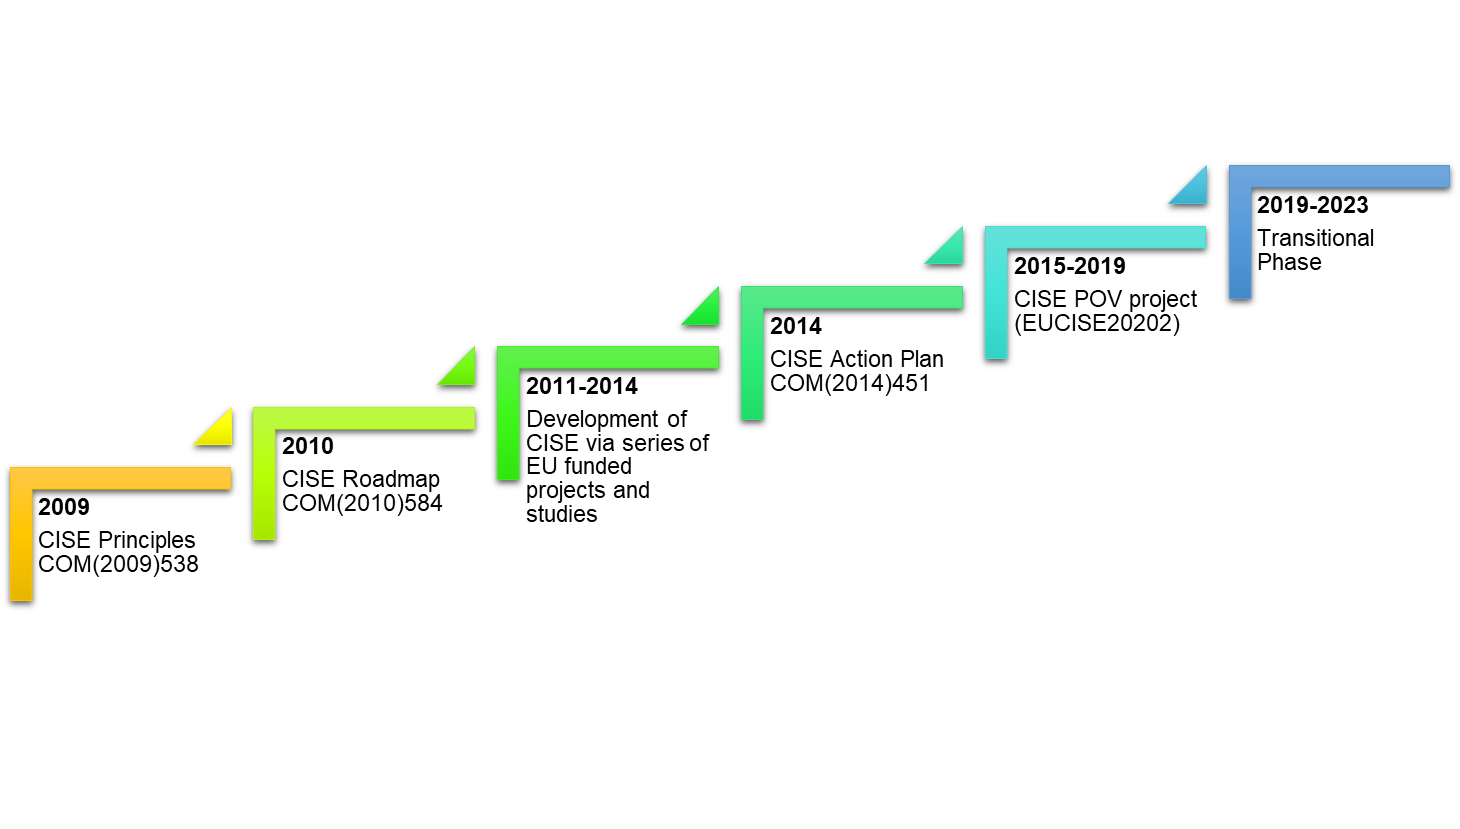 2009
CISE Principles
COM(2009)538
2010
CISE Roadmap
COM(2010)584
2011-2014
Development of
CISE via series of
EU funded
projects and
studies
2014
CISE Action Plan
COM(2014)451
2015-2019
CISE POV project
(EUCISE20202)
2019-2023
Transitional
Phase